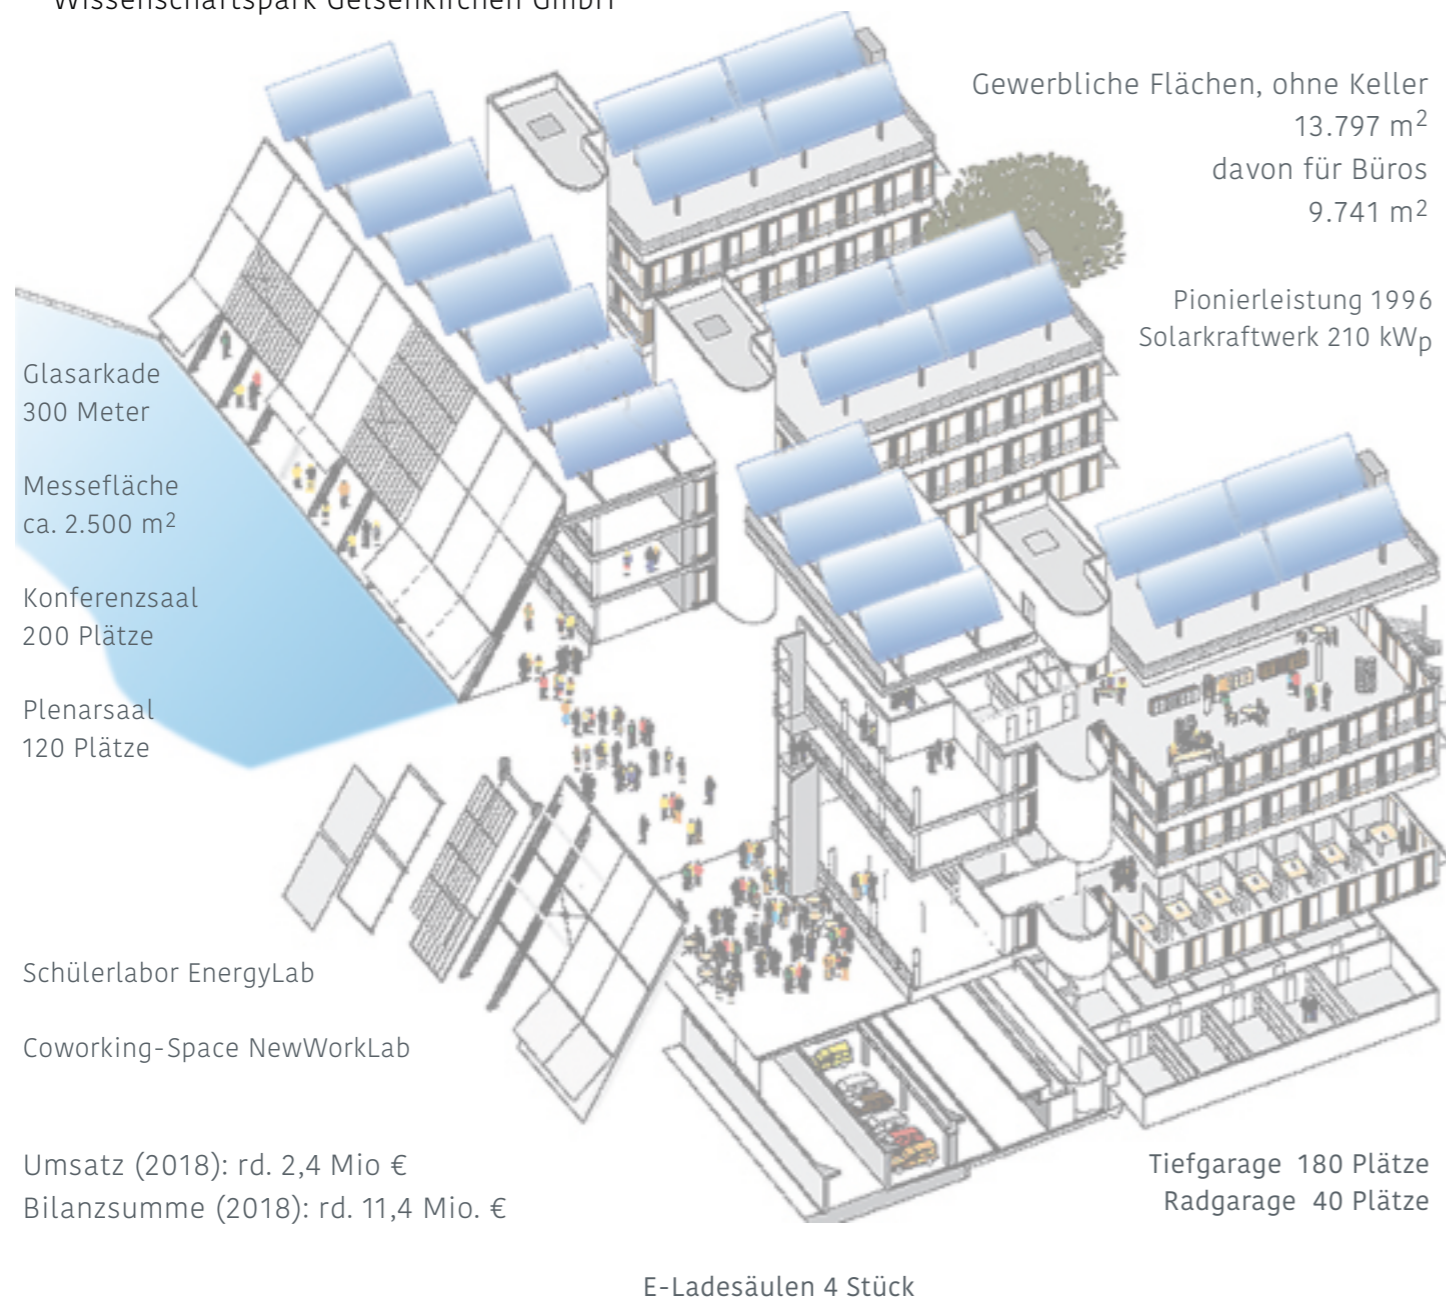 Wissenschaftspark Gelsenkirchen GmbH
Gewerbliche Flächen, ohne Keller
13.797 m²
davon für Büros
9.741 m²
Pionierleistung 1996
Solarkraftwerk 210 kWp
Glasarkade
300 Meter
Messefläche
ca. 2.500 m²
Konferenzsaal
200 Plätze
Plenarsaal
120 Plätze
Schülerlabor EnergyLab
Coworking-Space NewWorkLab
Umsatz (2018): rd. 2,4 Mio €
Bilanzsumme (2018): rd. 11,4 Mio. €
Tiefgarage 180 Plätze
Radgarage 40 Plätze
E-Ladesäulen 4 Stück